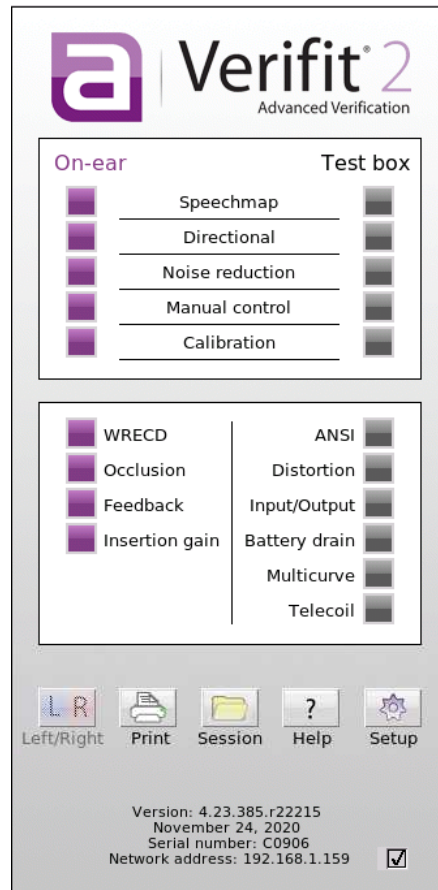 a Verifit® 2
Advanced Verification
On-ear Test box
Speechmap
Directional
Noise reduction
Manual control
Calibration
WRECD ANSI
Occlusion Distortion
Feedback Input/Output
Insertion gain Battery drain
Multicurve
Telecoil
L R ?
Left/Right Print Session Help Setup
Version: 4.23.385.r22215
November 24, 2020
Serial number: C0906
Network address: 192.168.1.159